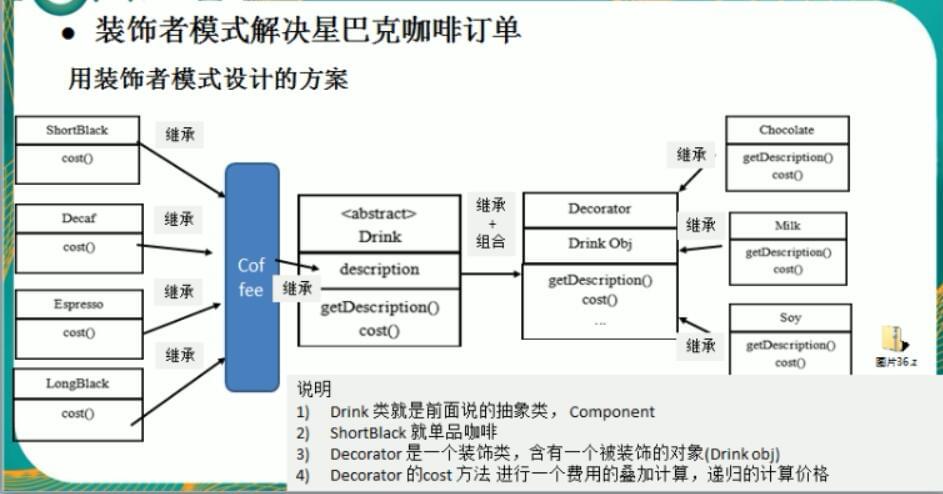 ● 装饰者模式解决星巴克咖啡订单
用装饰者模式设计的方案
ShortBlack
cost()
继承
Decaf
cost()
继承
Espresso
cost()
继承
LongBlack
cost()
继承
Cof
fee
继承
<abstract>
Drink
description
getDescription()
cost()
继承
+
组合
Decorator
Drink Obj
getDescription()
cost()
...
继承
Chocolate
getDescription()
cost()
继承
Milk
getDescription()
cost()
继承
Soy
getDescription()
cost()
图片36.z
说明
1) Drink 类就是前面说的抽象类， Component
2) ShortBlack 就单品咖啡
3) Decorator 是一个装饰类，含有一个被装饰的对象(Drink obj)
4) Decorator 的cost 方法 进行一个费用的叠加计算，递归的计算价格